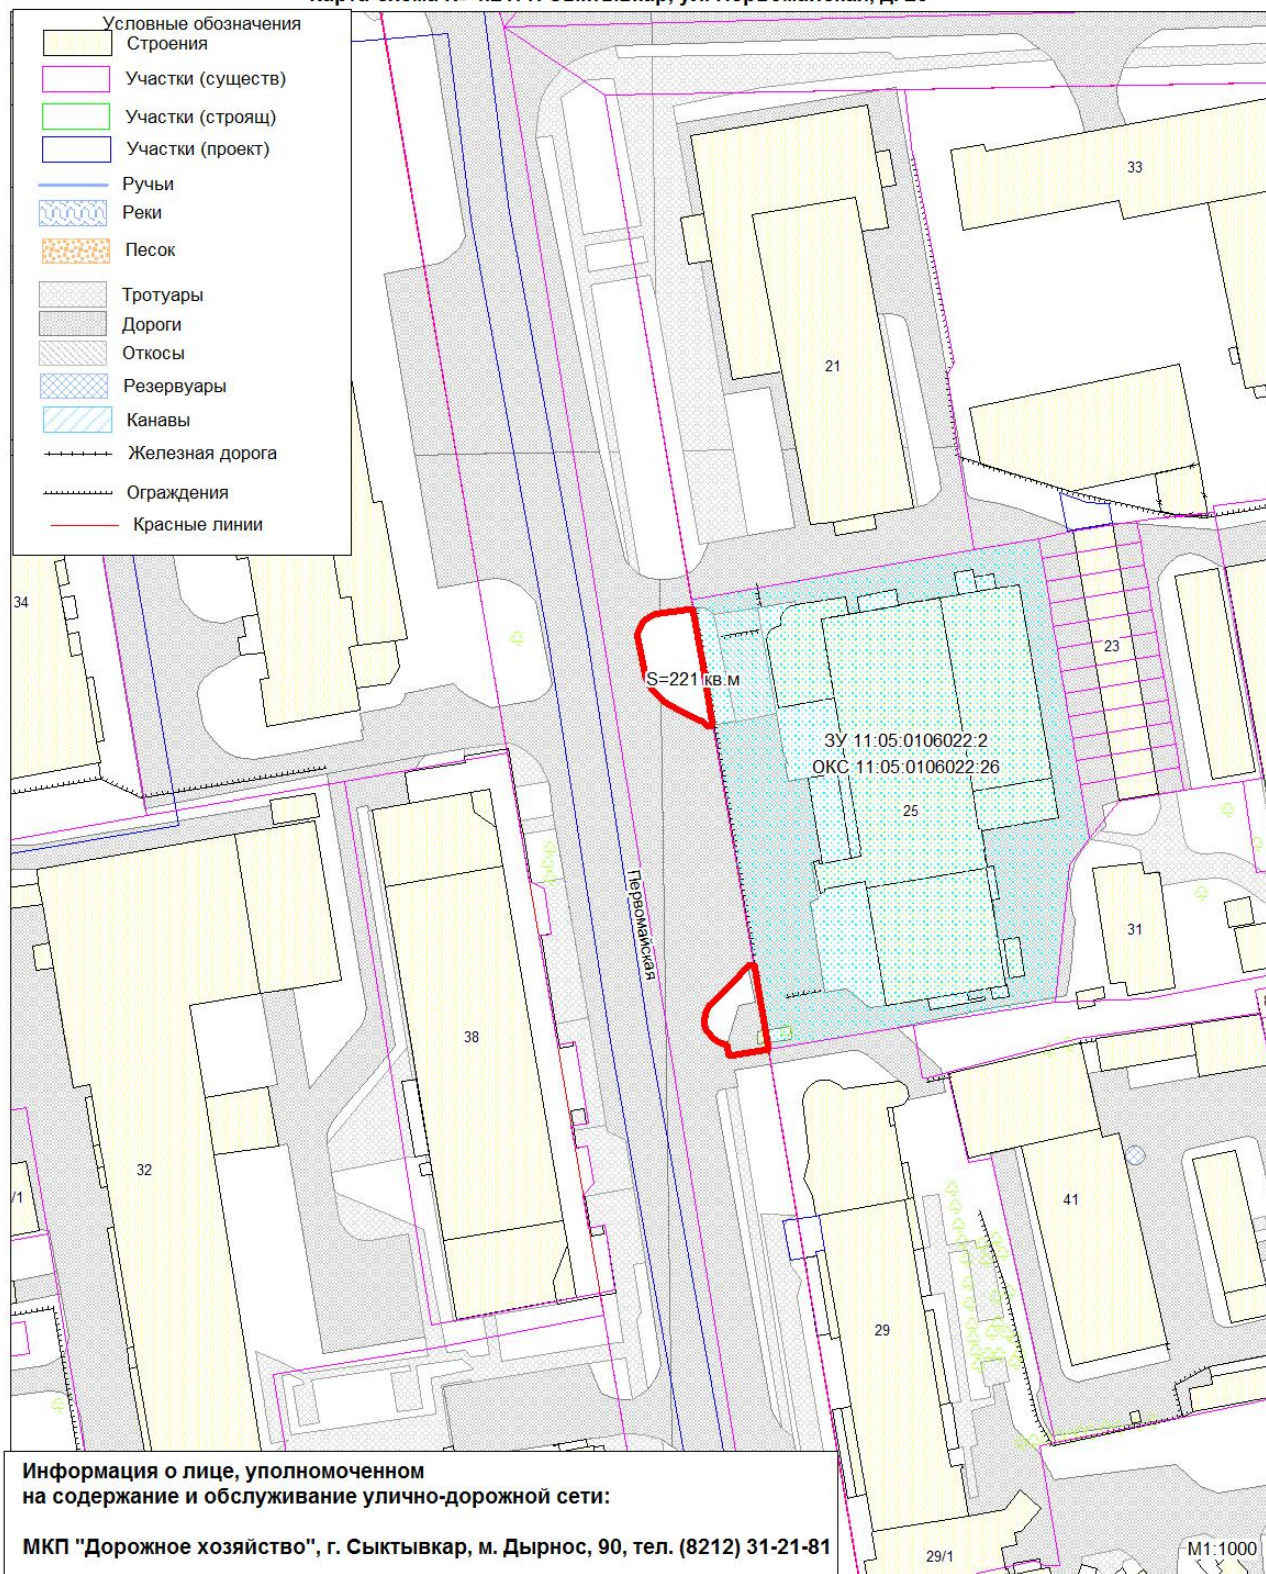 Условные обозначения
Строения
Участки (существ)
Участки (строящ)
Участки (проект)
Ручьи
Реки
Песок
Тротуары
Дороги
Откосы
Резервуары
Канавы
Железная дорога
Ограждения
Красные линии
33
21
34
23
S=221 кв.м
ЗУ 11:05:0106022:2
ОКС 11:05:0106022:26
25
Первомайская
31
38
32
/1
41
29
29/1
Информация о лице, уполномоченном
на содержание и обслуживание улично-дорожной сети:
МКП "Дорожное хозяйство", г. Сыктывкар, м. Дырнос, 90, тел. (8212) 31-21-81
М1:1000